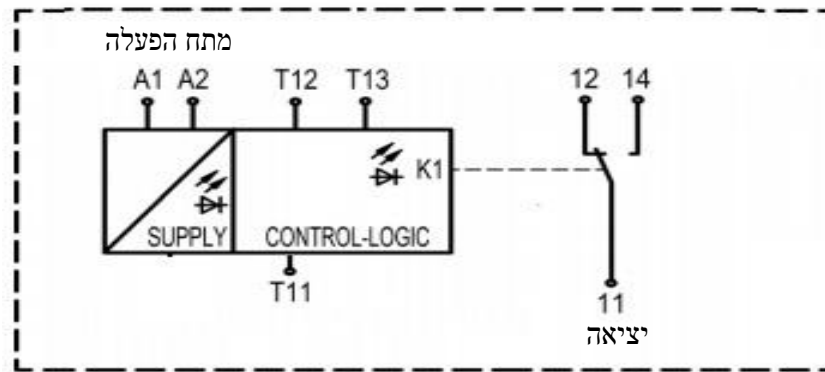 מתח הפעלה
A1 A2 T12 T13 12 14
K1
SUPPLY CONTROL-LOGIC
T11
11
יציאה